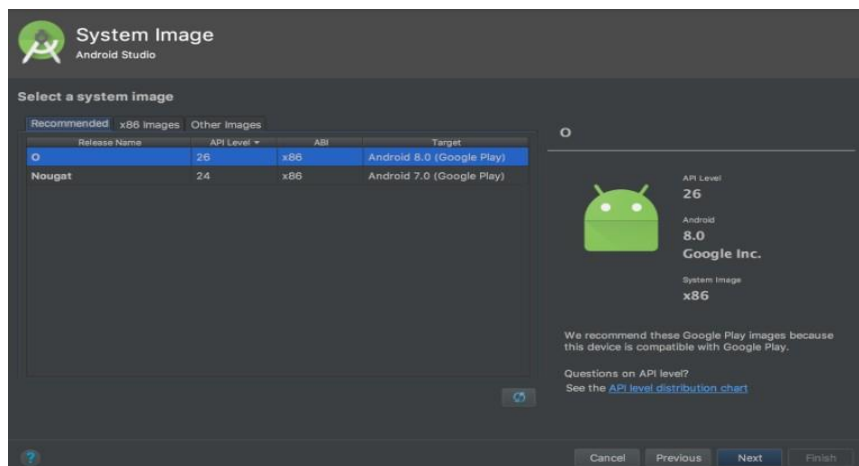 System Image
Android Studio
Select a system image
Recommended x86 Images Other Images
Release Name API Level ABI Target
O 26 x86 Android 8.0 (Google Play)
Nougat 24 x86 Android 7.0 (Google Play)
O
API Level
26
Android
8.0
Google Inc.
System Image
x86
We recommend these Google Play images because
this device is compatible with Google Play.
Questions on API level?
See the API level distribution chart
?
Cancel Previous Next Finish